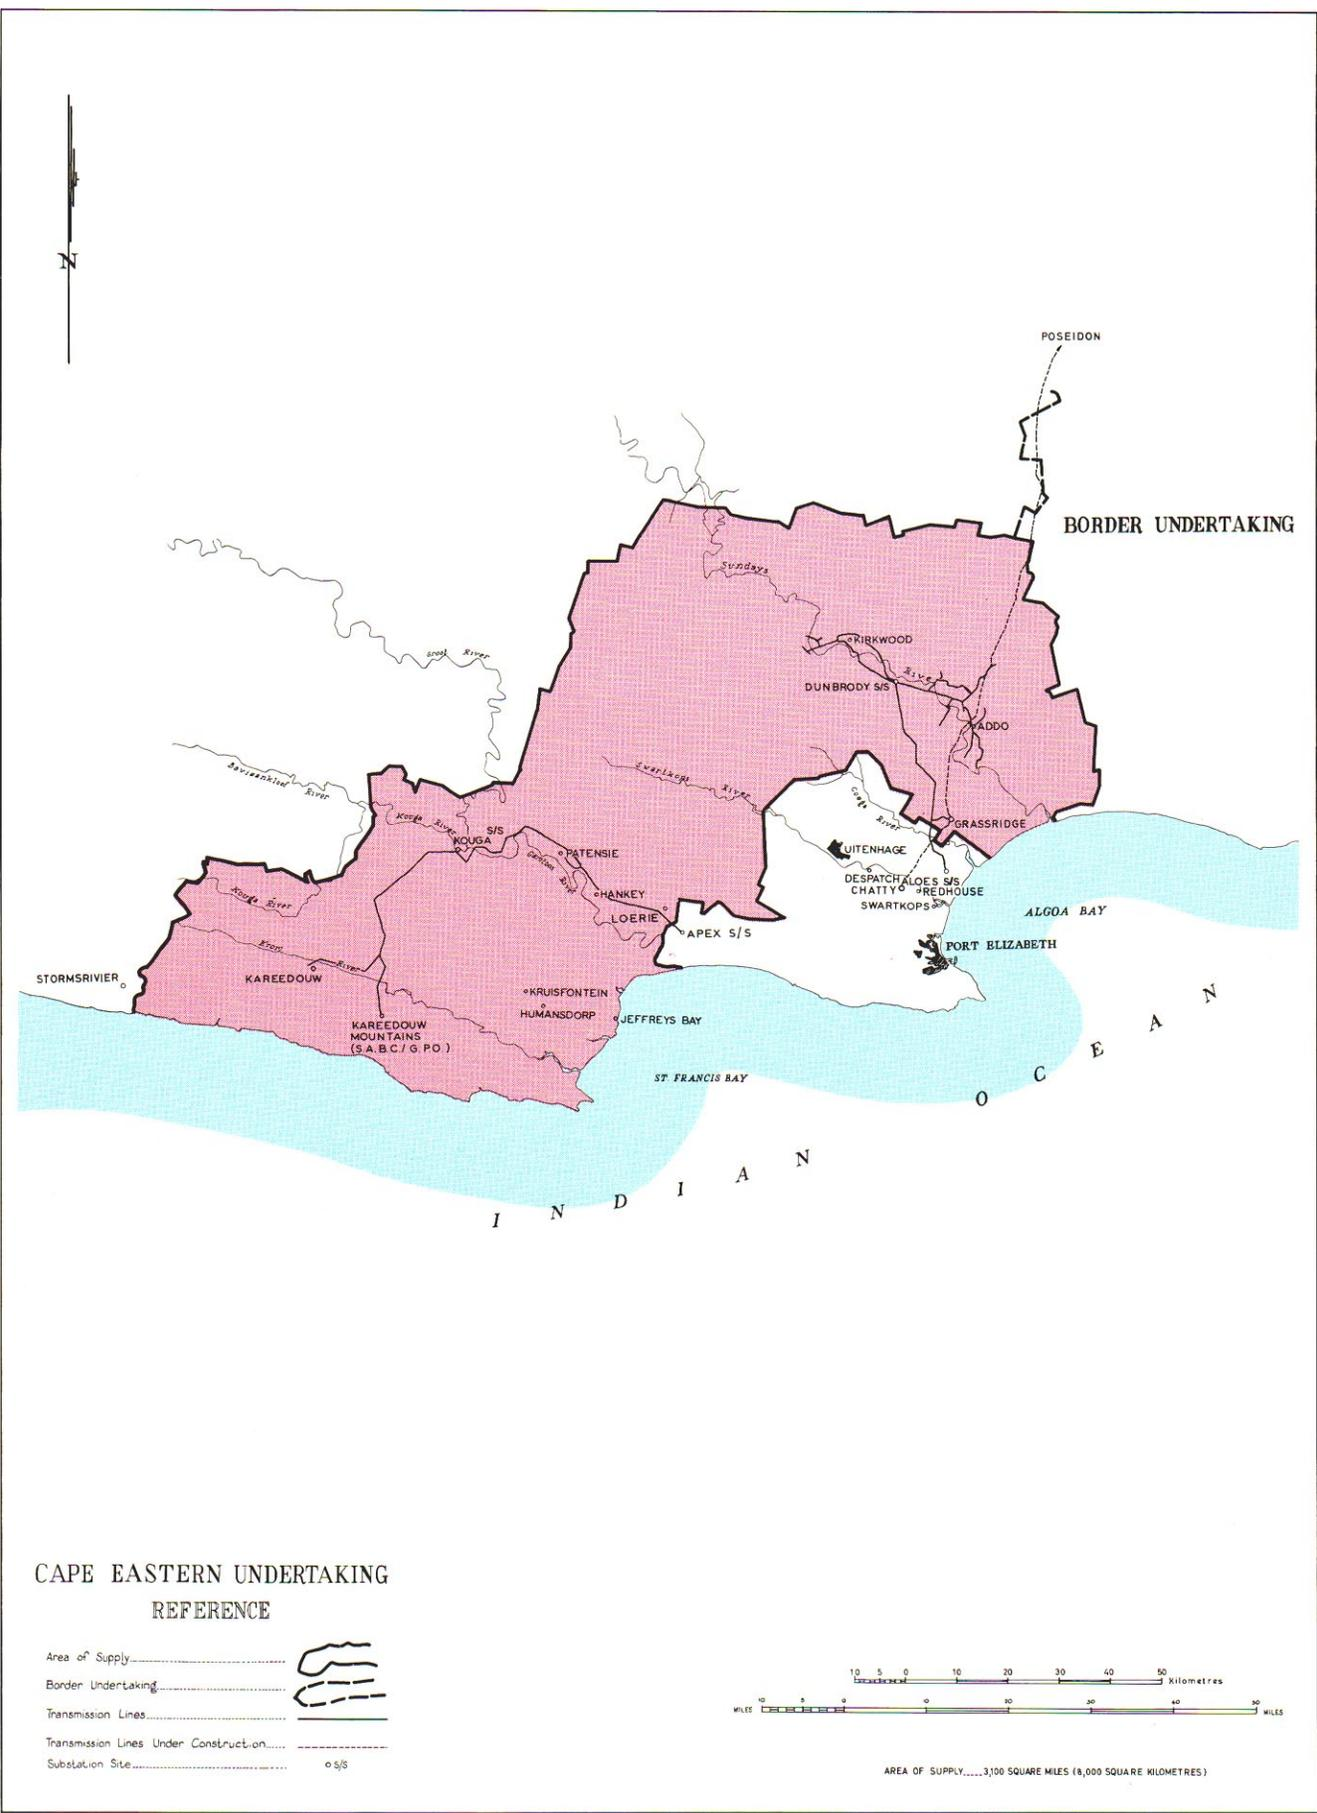 N
POSEIDON
BORDER UNDERTAKING
Sundays
KIRKWOOD
River
DUNBRODY S/S
ADDO
Groot River
Baviaankloof River
Swartkops River
Coega River
Kouga River
S/S
KOUGA
GRASSRIDGE
PATENSIE
Gamtoos River
UITENHAGE
DESPATCH
ALOES S/S
CHATTY
REDHOUSE
SWARTKOPS
HANKEY
LOERIE
APEX S/S
Kouga River
ALGOA BAY
PORT ELIZABETH
Krom River
KAREEDOUW
STORMSRIVIER
KRUISFONTEIN
HUMANSDORP
JEFFREYS BAY
KAREEDOUW
MOUNTAINS
(S.A.B.C./G.P.O.)
ST. FRANCIS BAY
INDIAN OCEAN
CAPE EASTERN UNDERTAKING
REFERENCE
Area of Supply
Border Undertaking
Transmission Lines
Transmission Lines Under Construction
Substation Site S/S
10 5 0 10 20 30 40 50 Kilometres
MILES 10 5 0 10 20 30 40 50 MILES
AREA OF SUPPLY 3,100 SQUARE MILES (8,000 SQUARE KILOMETRES)